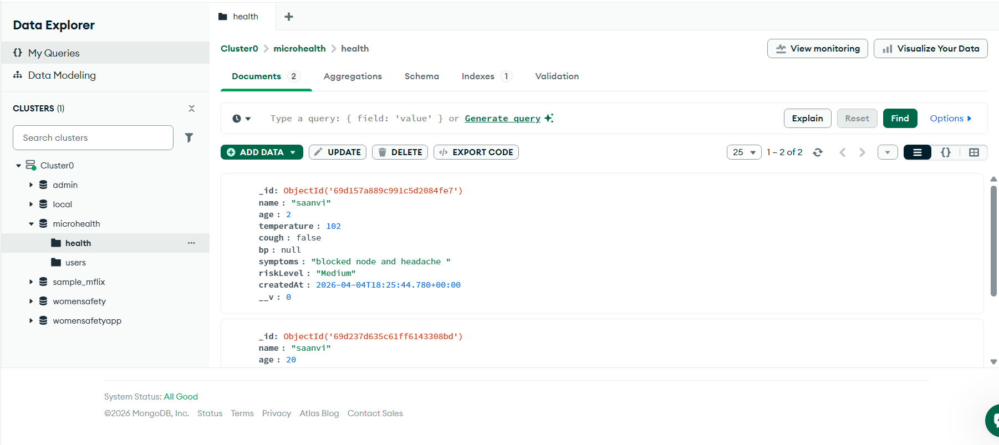 Data Explorer
My Queries
Data Modeling
CLUSTERS (1)
Search clusters
Cluster0
admin
local
microhealth
health
users
sample_mflix
womensafety
womensafetyapp
health
Cluster0 microhealth health
View monitoring
Visualize Your Data
Documents 2 Aggregations Schema Indexes 1 Validation
Type a query: { field: 'value' } or Generate query
Explain Reset Find Options
ADD DATA UPDATE DELETE EXPORT CODE
25 1 – 2 of 2
_id: ObjectId('69d157a889c991c5d2084fe7')
name : "saanvi"
age : 2
temperature : 102
cough : false
bp : null
symptoms : "blocked node and headache "
riskLevel : "Medium"
createdAt : 2026-04-04T18:25:44.780+00:00
__v : 0
_id: ObjectId('69d237d635c61ff6143308bd')
name : "saanvi"
age : 20
System Status: All Good
©2026 MongoDB, Inc. Status Terms Privacy Atlas Blog Contact Sales